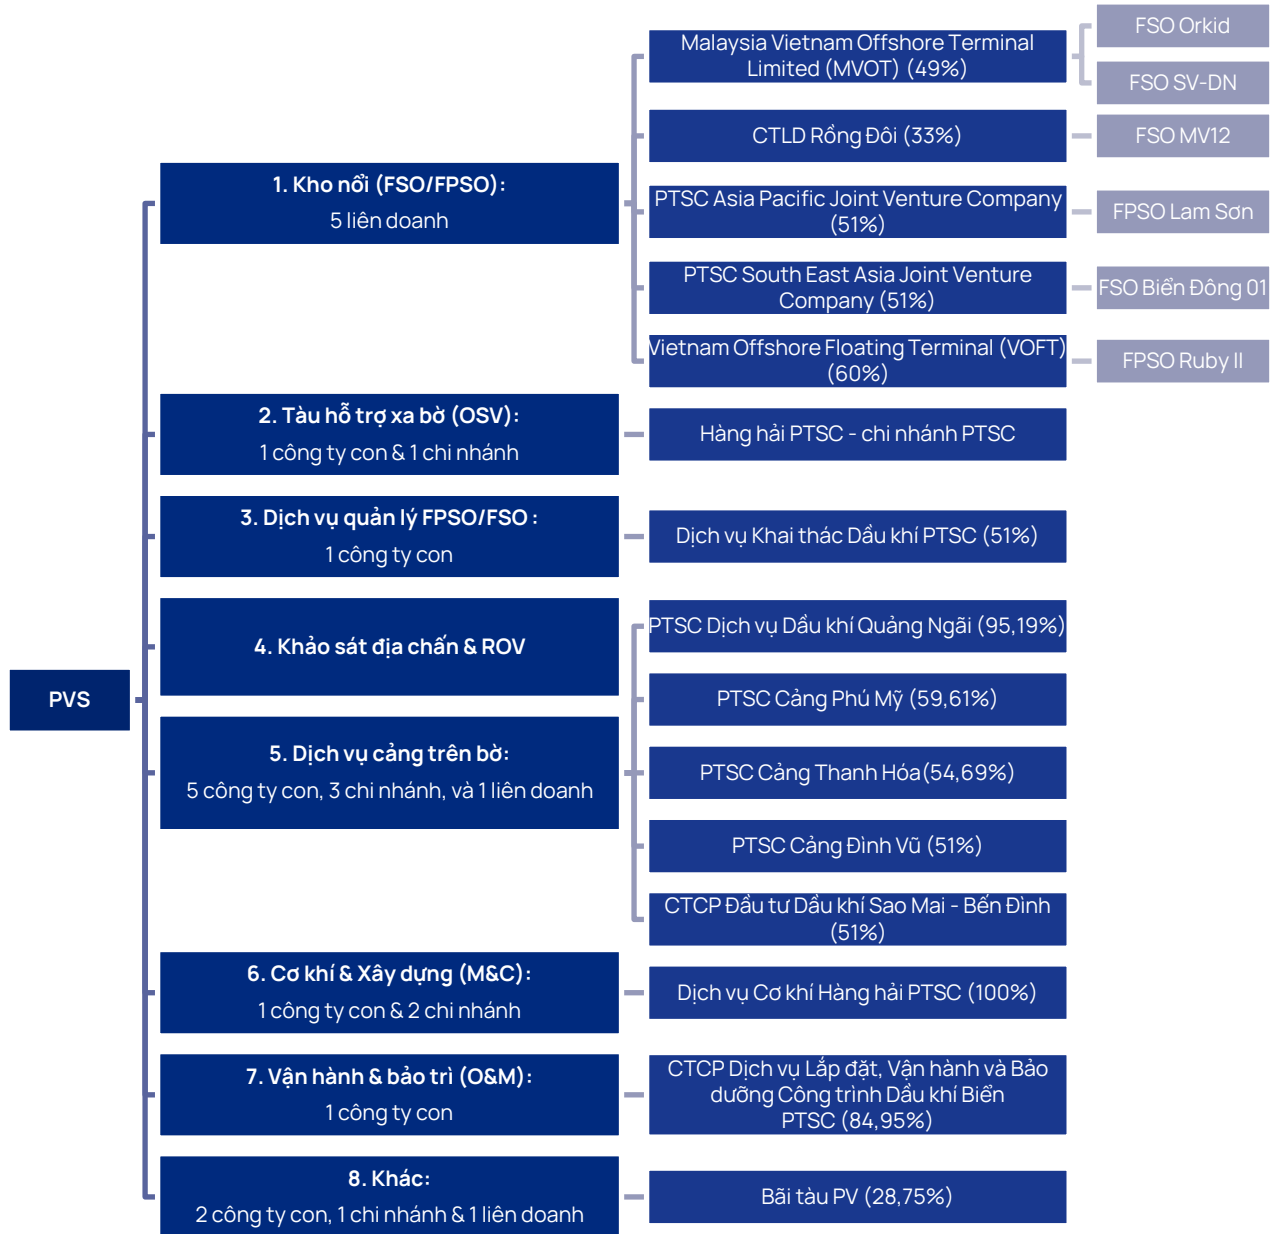 PVS
1. Kho nổi (FSO/FPSO):
5 liên doanh
Malaysia Vietnam Offshore Terminal
Limited (MVOT) (49%)
FSO Orkid
FSO SV-DN
CTLD Rồng Đôi (33%)
FSO MV12
PTSC Asia Pacific Joint Venture Company
(51%)
FPSO Lam Sơn
PTSC South East Asia Joint Venture
Company (51%)
FSO Biển Đông 01
Vietnam Offshore Floating Terminal (VOFT)
(60%)
FPSO Ruby II
2. Tàu hỗ trợ xa bờ (OSV):
1 công ty con & 1 chi nhánh
Hàng hải PTSC - chi nhánh PTSC
3. Dịch vụ quản lý FPSO/FSO :
1 công ty con
Dịch vụ Khai thác Dầu khí PTSC (51%)
4. Khảo sát địa chấn & ROV
5. Dịch vụ cảng trên bờ:
5 công ty con, 3 chi nhánh, và 1 liên doanh
PTSC Dịch vụ Dầu khí Quảng Ngãi (95,19%)
PTSC Cảng Phú Mỹ (59,61%)
PTSC Cảng Thanh Hóa(54,69%)
PTSC Cảng Đình Vũ (51%)
CTCP Đầu tư Dầu khí Sao Mai - Bến Đình
(51%)
6. Cơ khí & Xây dựng (M&C):
1 công ty con & 2 chi nhánh
Dịch vụ Cơ khí Hàng hải PTSC (100%)
7. Vận hành & bảo trì (O&M):
1 công ty con
CTCP Dịch vụ Lắp đặt, Vận hành và Bảo
dưỡng Công trình Dầu khí Biển
PTSC (84,95%)
8. Khác:
2 công ty con, 1 chi nhánh & 1 liên doanh
Bãi tàu PV (28,75%)